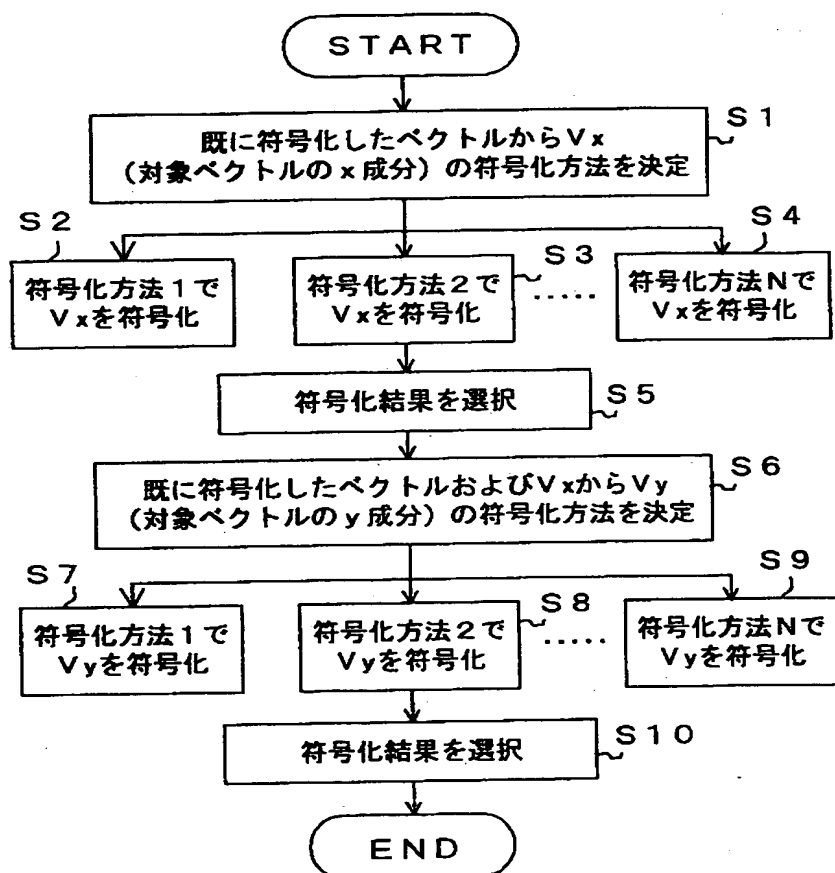 START
既に符号化したベクトルからVx
(対象ベクトルのx成分)の符号化方法を決定
S1
S2
符号化方法1で
Vxを符号化
符号化方法2で
Vxを符号化
S3
.....
S4
符号化方法Nで
Vxを符号化
符号化結果を選択
S5
既に符号化したベクトルおよびVxからVy
(対象ベクトルのy成分)の符号化方法を決定
S6
S7
符号化方法1で
Vyを符号化
符号化方法2で
Vyを符号化
S8
.....
S9
符号化方法Nで
Vyを符号化
符号化結果を選択
S10
END